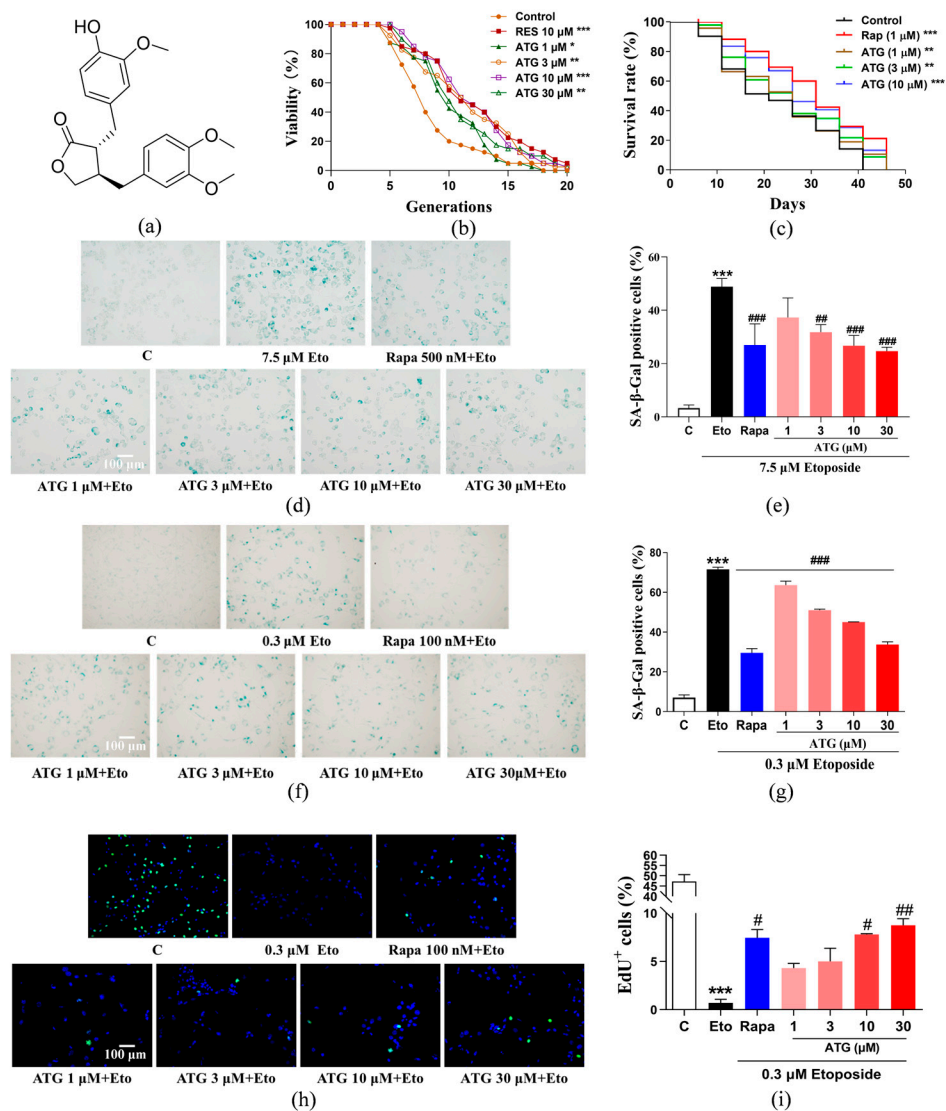 HO
O
O
O
O
O
(a)
Viability (%)
100
80
60
40
20
0
0
5
10
15
20
Generations
Control
RES 10 µM ***
ATG 1 µM *
ATG 3 µM **
ATG 10 µM ***
ATG 30 µM **
(b)
Survival rate (%)
100
80
60
40
20
0
0
10
20
30
40
50
Days
Control
Rap (1 µM) ***
ATG (1 µM) **
ATG (3 µM) **
ATG (10 µM) ***
(c)
C
7.5 µM Eto
Rapa 500 nM+Eto
100 µm
ATG 1 µM+Eto
ATG 3 µM+Eto
ATG 10 µM+Eto
ATG 30 µM+Eto
(d)
SA-β-Gal positive cells (%)
60
40
20
0
***
###
##
###
###
C
Eto
Rapa
1
3
10
30
ATG (µM)
7.5 µM Etoposide
(e)
C
0.3 µM Eto
Rapa 100 nM+Eto
100 µm
ATG 1 µM+Eto
ATG 3 µM+Eto
ATG 10 µM+Eto
ATG 30µM+Eto
(f)
SA-β-Gal positive cells (%)
80
60
40
20
0
***
###
C
Eto
Rapa
1
3
10
30
ATG (µM)
0.3 µM Etoposide
(g)
C
0.3 µM Eto
Rapa 100 nM+Eto
100 µm
ATG 1 µM+Eto
ATG 3 µM+Eto
ATG 10 µM+Eto
ATG 30 µM+Eto
(h)
EdU+ cells (%)
60
55
50
45
40
10
5
0
***
#
#
##
C
Eto
Rapa
1
3
10
30
ATG (µM)
0.3 µM Etoposide
(i)